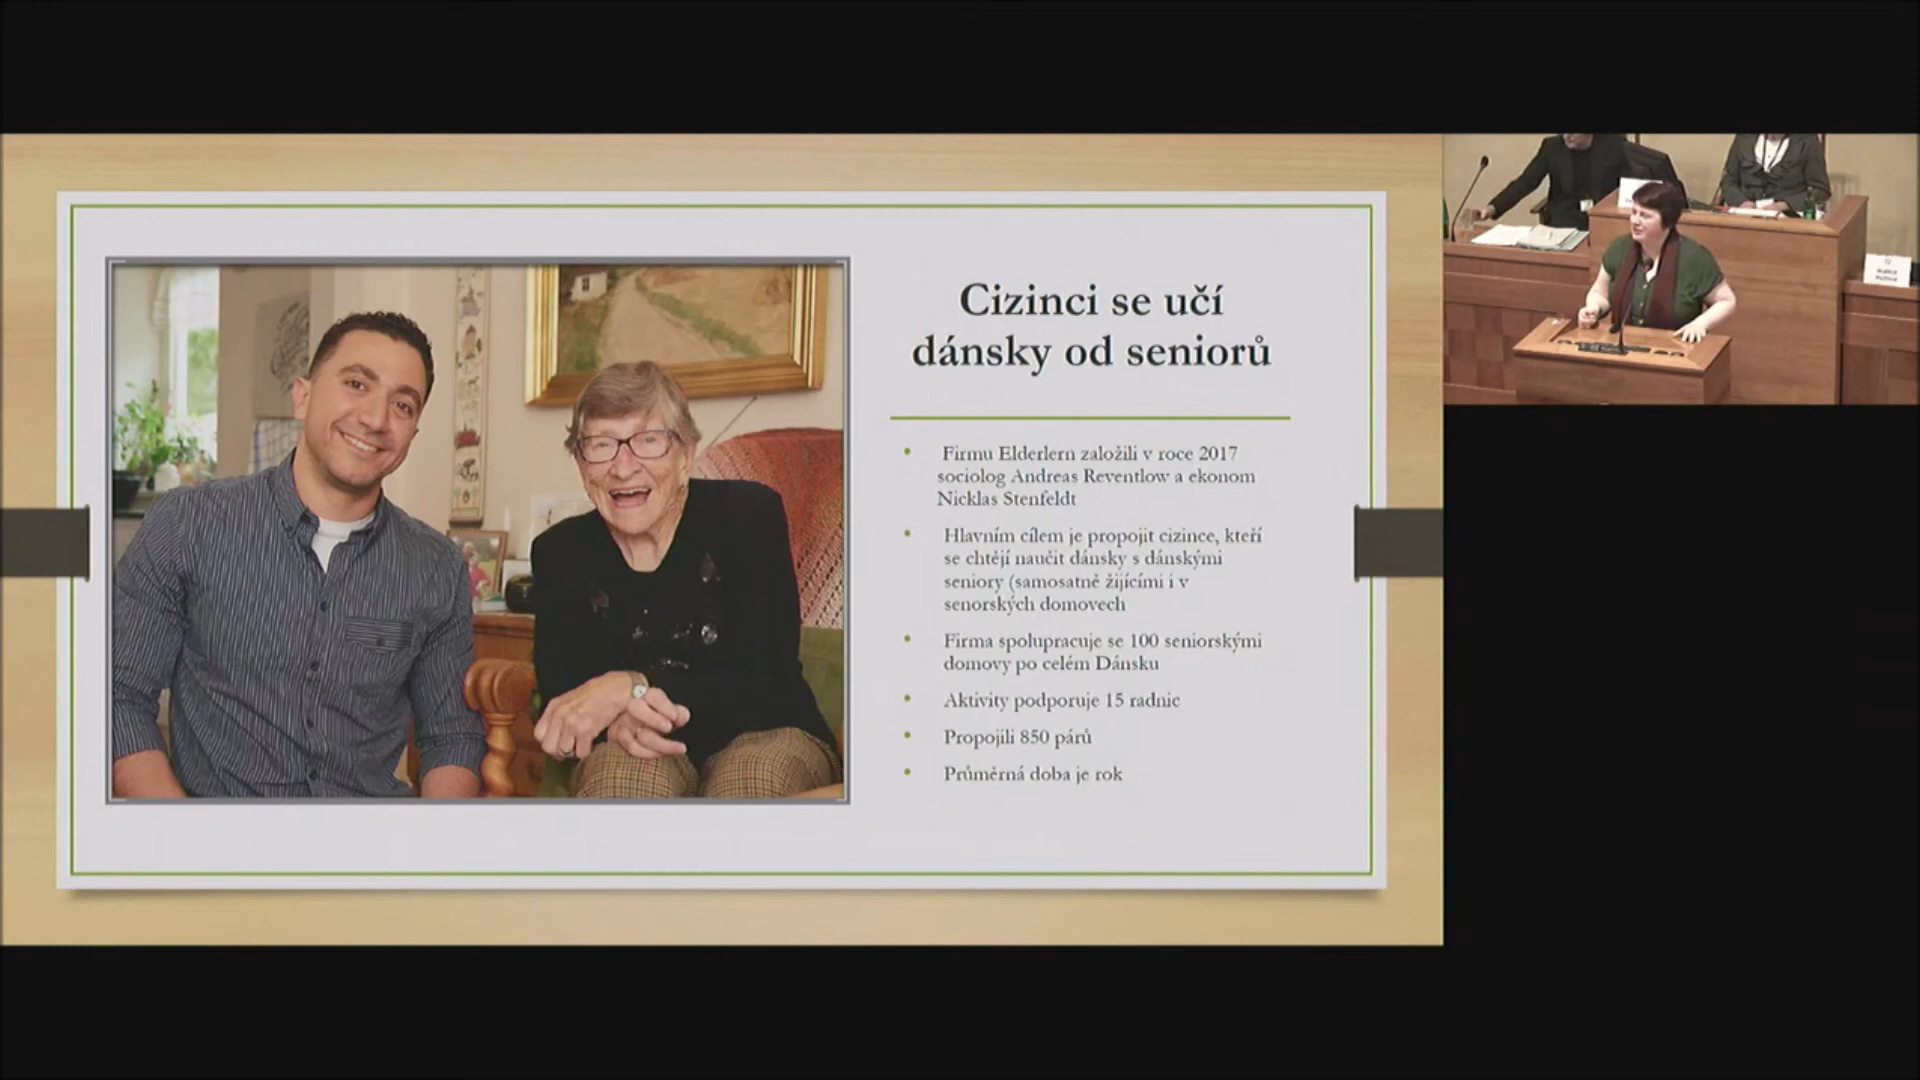 Cizinci se učí
dánsky od seniorů
Firmu Elderlern založili v roce 2017
sociolog Andreas Reventlow a ekonom
Nicklas Stenfeldt
Hlavním cílem je propojit cizince, kteří
se chtějí naučit dánsky s dánskými
seniory (samosatně žijícími i v
senorských domovech
Firma spolupracuje se 100 seniorskými
domovy po celém Dánsku
Aktivity podporuje 15 radnic
Propojili 850 párů
Průměrná doba je rok